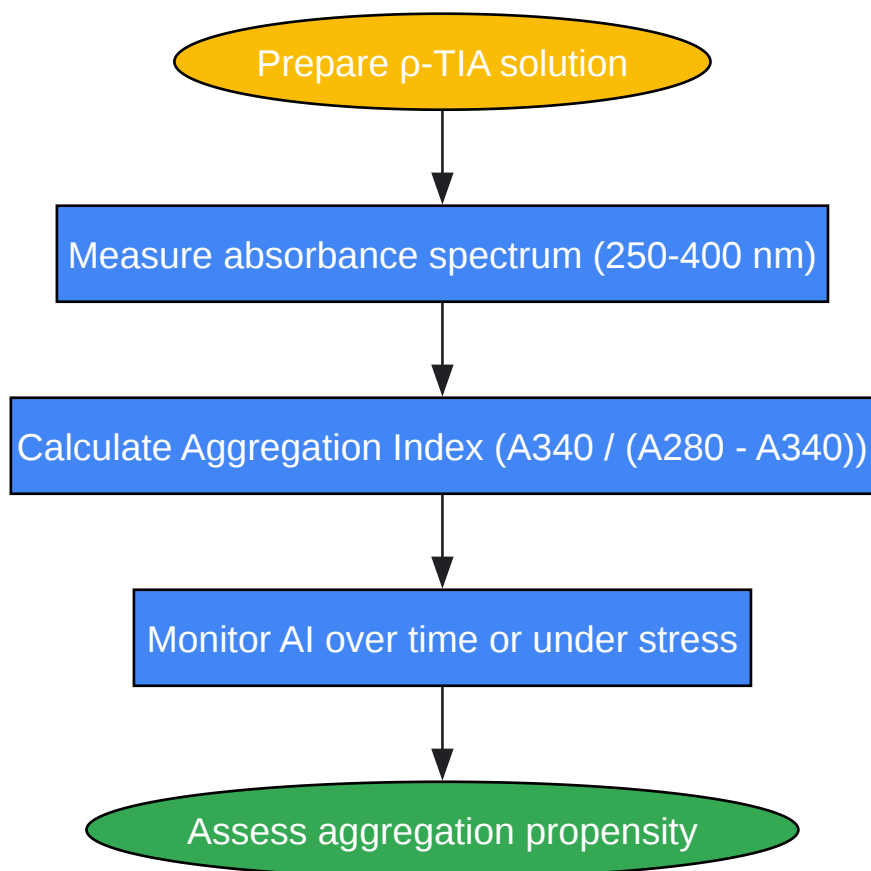 Prepare ρ-TIA solution
Measure absorbance spectrum (250-400 nm)
Calculate Aggregation Index (A340 / (A280 - A340))
Monitor AI over time or under stress
Assess aggregation propensity